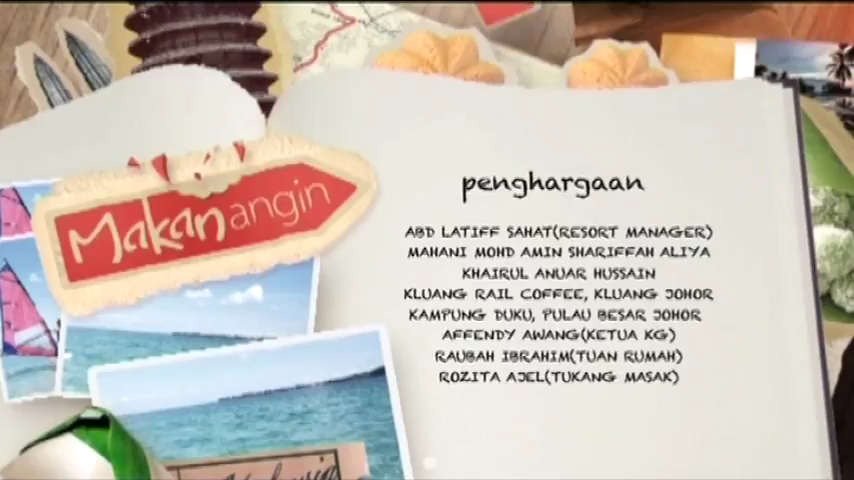 Makan angin
penghargaan
ABD LATIFF SAHAT(RESORT MANAGER)
MAHANI MOHD AMIN SHARIFFAH ALIYA
KHAIRUL ANUAR HUSSAIN
KLUANG RAIL COFFEE, KLUANG JOHOR
KAMPUNG DUKU, PULAU BESAR JOHOR
AFFENDY AWANG(KETUA KG)
RAUBAH IBRAHIM(TUAN RUMAH)
ROZITA AJEL(TUKANG MASAK)